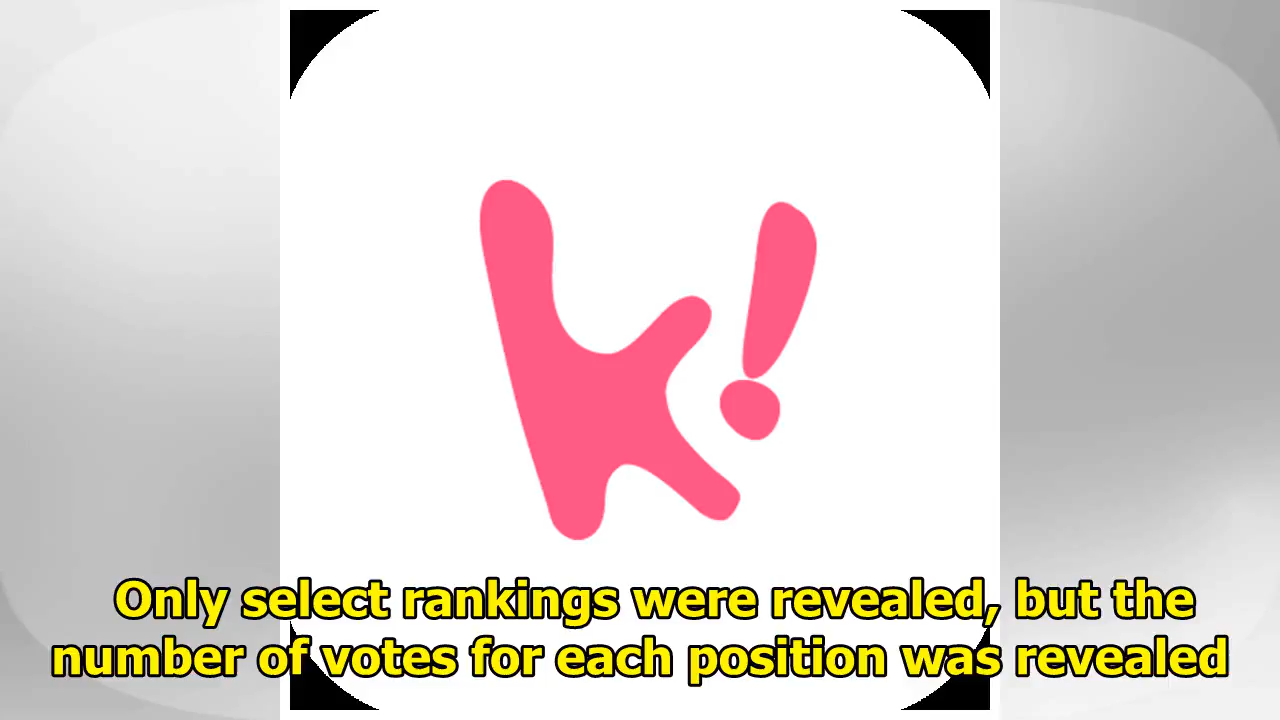 k!
Only select rankings were revealed, but the
number of votes for each position was revealed